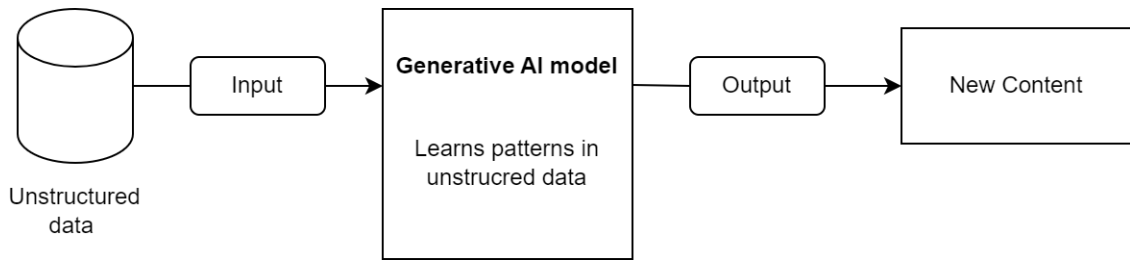 Unstructured
data
Input
Generative AI model
Learns patterns in
unstrucred data
Output
New Content